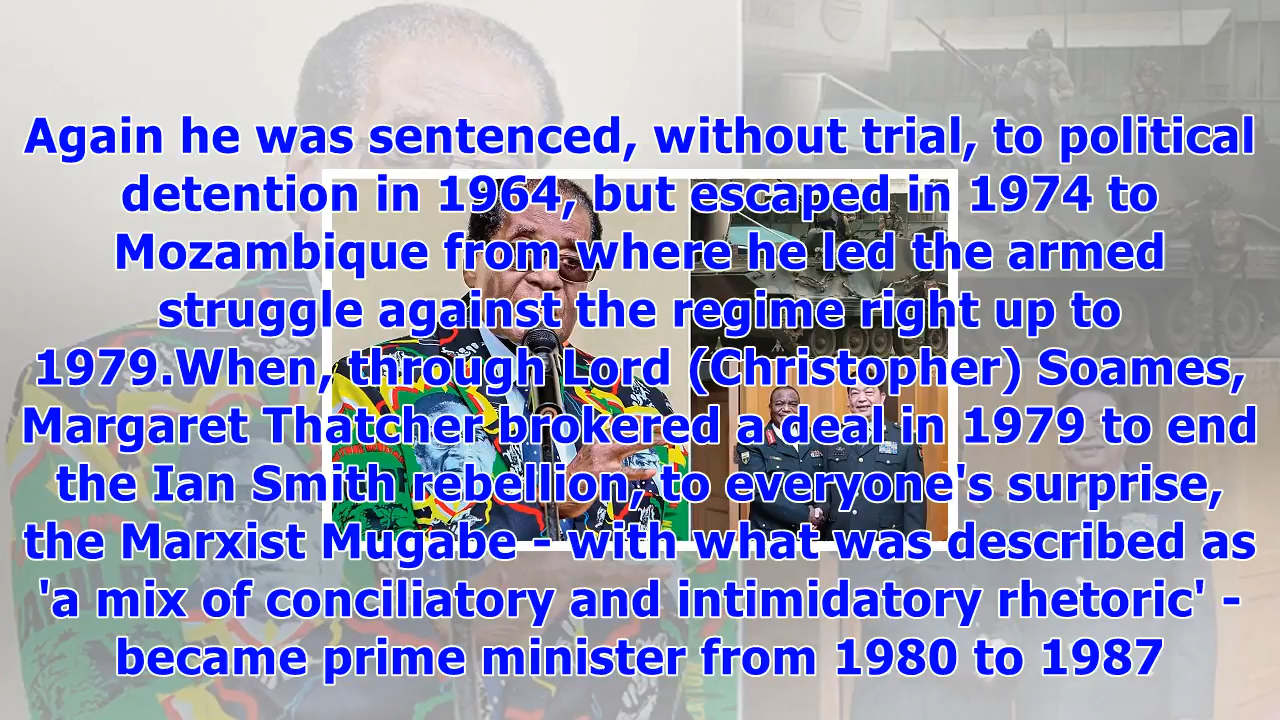 Again he was sentenced, without trial, to political
detention in 1964, but escaped in 1974 to
Mozambique from where he led the armed
struggle against the regime right up to
1979.When, through Lord (Christopher) Soames,
Margaret Thatcher brokered a deal in 1979 to end
the Ian Smith rebellion, to everyone's surprise,
the Marxist Mugabe - with what was described as
'a mix of conciliatory and intimidatory rhetoric' -
became prime minister from 1980 to 1987